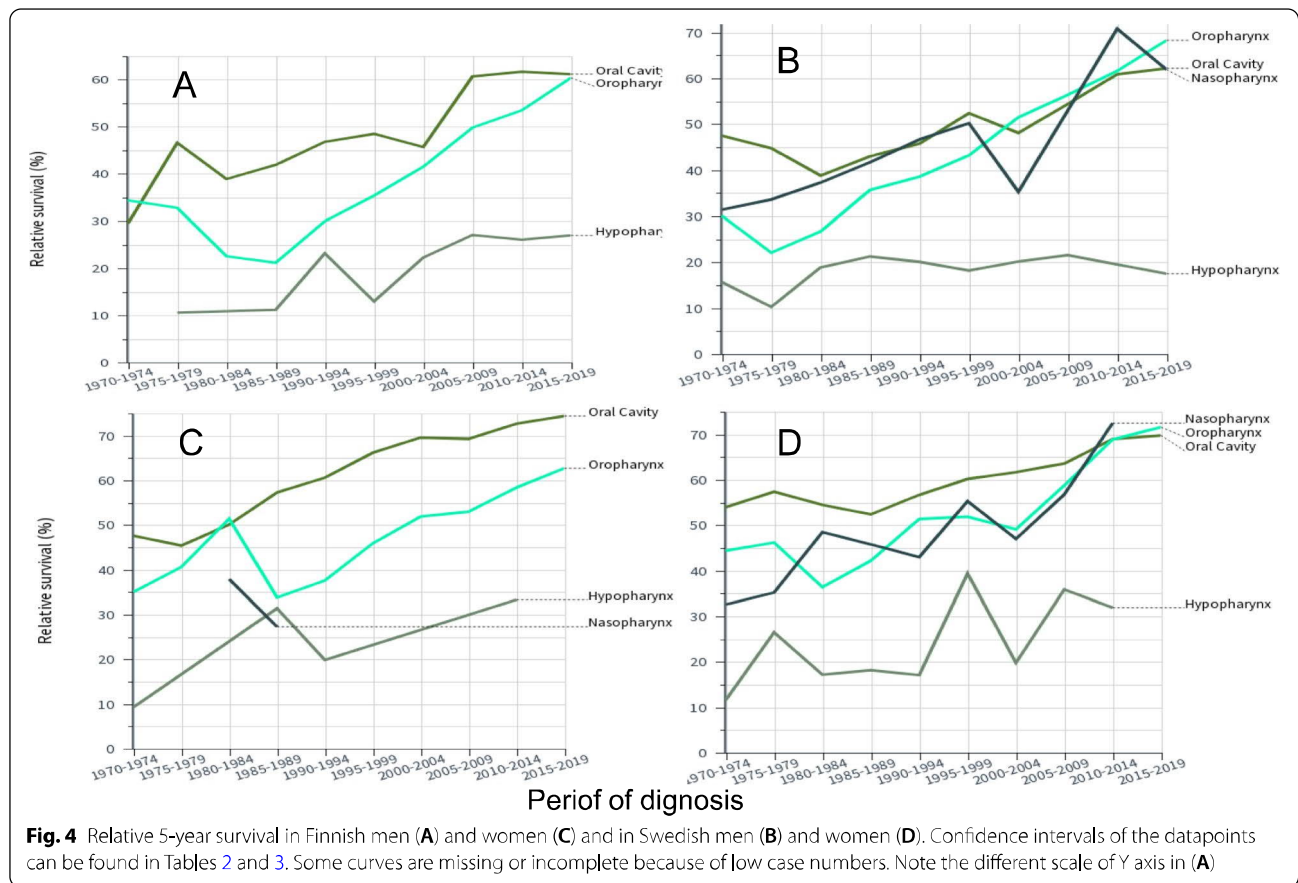 A
Relative survival (%)
60
50
40
30
20
10
0
Oral Cavity
Orophary
Hypophar
1970-1974
1975-1979
1980-1984
1985-1989
1990-1994
1995-1999
2000-2004
2005-2009
2010-2014
2015-2019
B
70
60
50
40
30
20
10
0
Oropharynx
Oral Cavity
Nasopharynx
Hypopharynx
1970-1974
1975-1979
1980-1984
1985-1989
1990-1994
1995-1999
2000-2004
2005-2009
2010-2014
2015-2019
C
Relative survival (%)
70
60
50
40
30
20
10
0
Oral Cavity
Oropharynx
Hypopharynx
Nasopharynx
1970-1974
1975-1979
1980-1984
1985-1989
1990-1994
1995-1999
2000-2004
2005-2009
2010-2014
2015-2019
D
70
60
50
40
30
20
10
0
Nasopharynx
Oropharynx
Oral Cavity
Hypopharynx
1970-1974
1975-1979
1980-1984
1985-1989
1990-1994
1995-1999
2000-2004
2005-2009
2010-2014
2015-2019
Periof of dignosis
Fig. 4 Relative 5-year survival in Finnish men (A) and women (C) and in Swedish men (B) and women (D). Confidence intervals of the datapoints
can be found in Tables 2 and 3. Some curves are missing or incomplete because of low case numbers. Note the different scale of Y axis in (A)